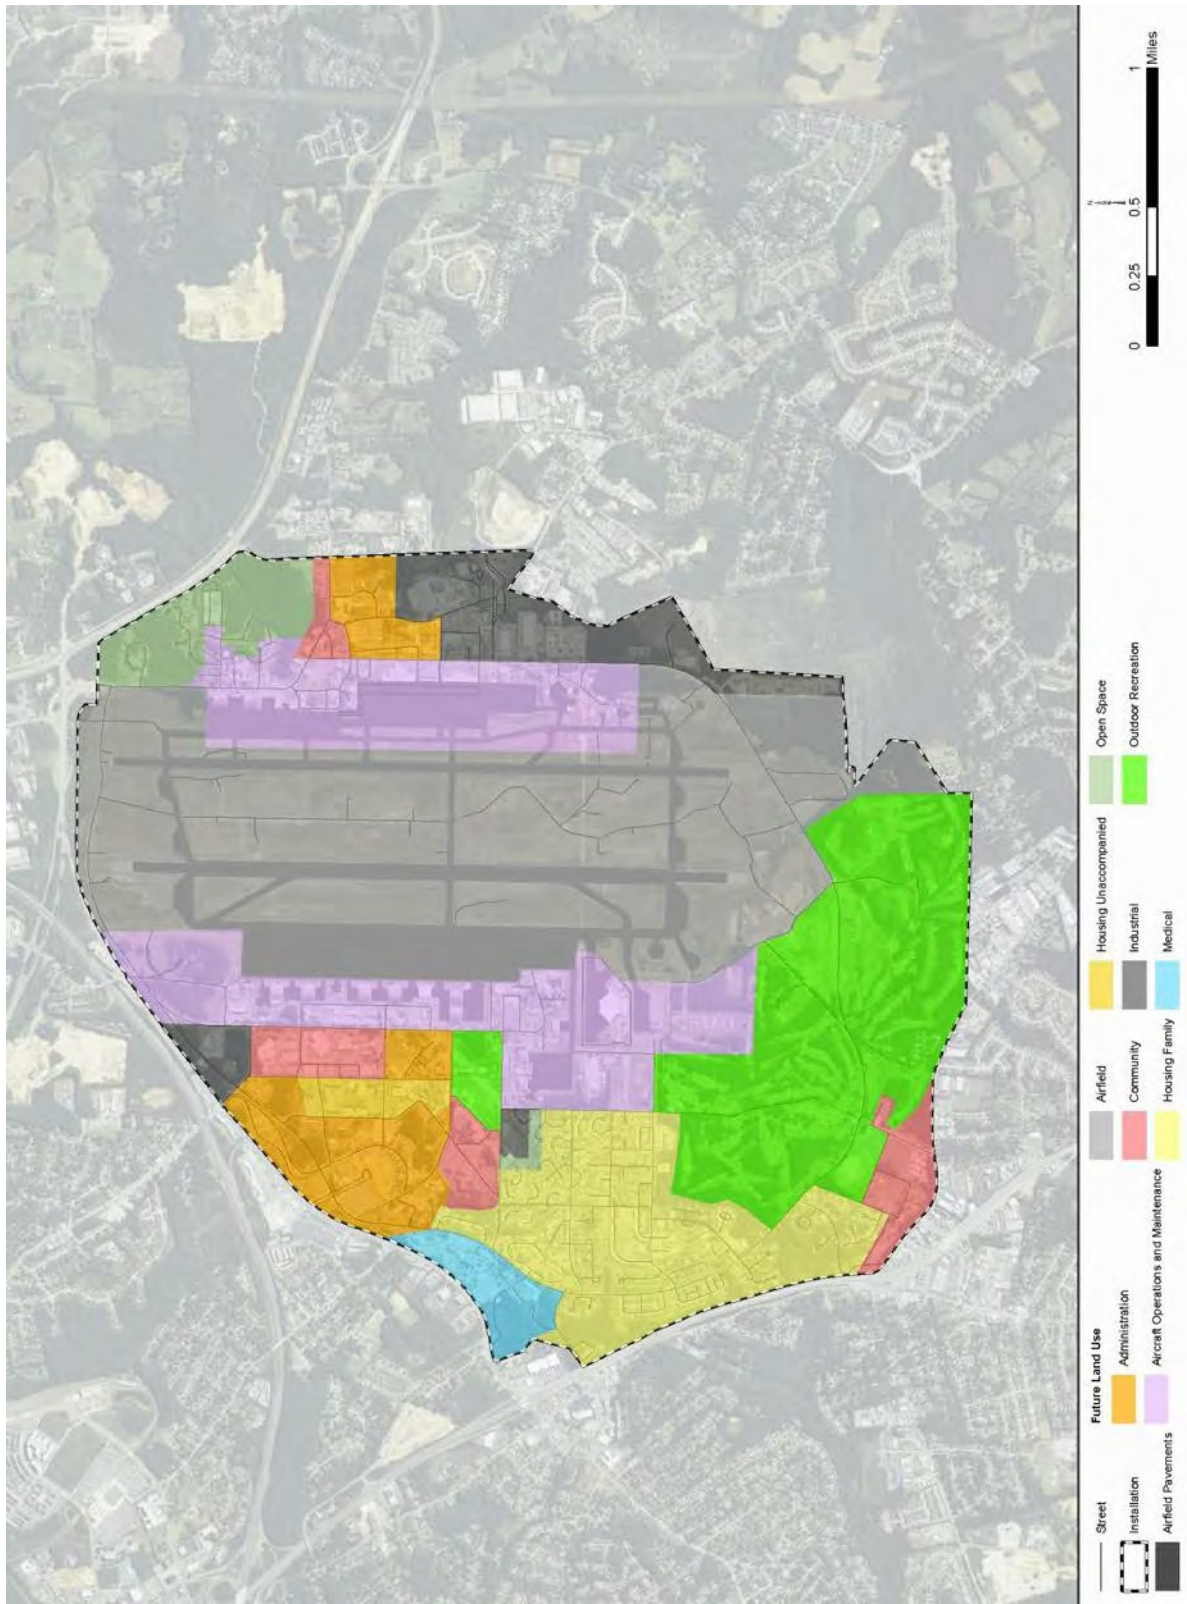 Street
Installation
Airfield Pavements
Future Land Use
Administration
Aircraft Operations and Maintenance
Airfield
Community
Housing Family
Housing Unaccompanied
Industrial
Medical
Open Space
Outdoor Recreation
0 0.25 0.5 1
Miles